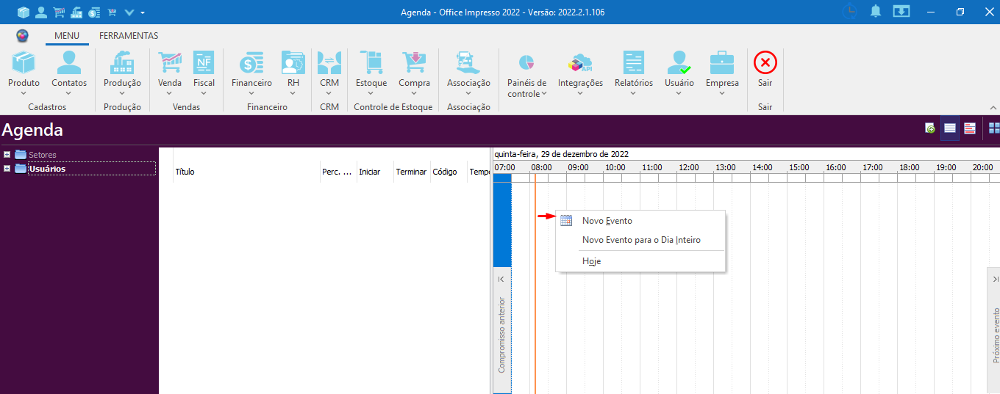 Agenda - Office Impresso 2022 - Versão: 2022.2.1.106
MENU FERRAMENTAS
Produto Contatos Produção Venda Fiscal Financeiro RH CRM Estoque Compra Associação Painéis de controle Integrações Relatórios Usuário Empresa Sair
NF
API
Cadastros Produção Vendas Financeiro CRM Controle de Estoque Associação Sair
Agenda
Setores
Usuários
Título Perc. ... Iniciar Terminar Código Tempo
quinta-feira, 29 de dezembro de 2022
07:00 08:00 09:00 10:00 11:00 12:00 13:00 14:00 15:00 16:00 17:00 18:00 19:00 20:00
Novo Evento
Novo Evento para o Dia Inteiro
Hoje
Compromisso anterior
Próximo evento